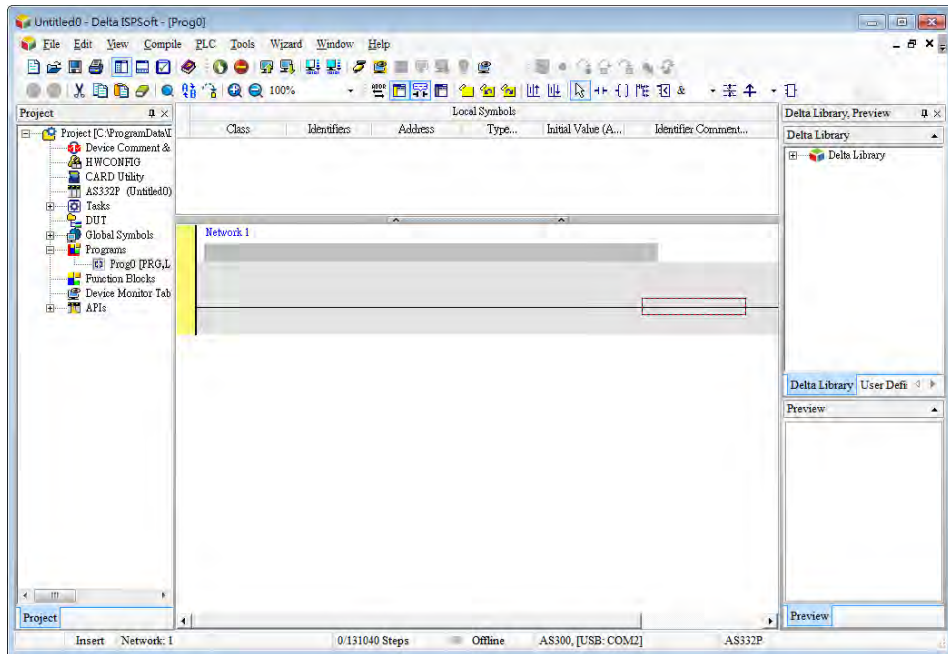 Untitled0 - Delta ISPSoft - [Prog0]
File Edit View Compile PLC Tools Wizard Window Help
100%
Project
Local Symbols
Delta Library, Preview
Class Identifiers Address Type... Initial Value (A... Identifier Comment...
Delta Library
Project [C:\ProgramData\I
Delta Library
Device Comment &
HWCONFIG
CARD Utility
AS332P (Untitled0)
Tasks
DUT
Global Symbols
Network 1
Programs
Prog0 [PRG,L
Function Blocks
Device Monitor Tab
APIs
Delta Library User Defi
Preview
Project
Preview
Insert Network: 1 0/131040 Steps Offline AS300, [USB: COM2] AS332P